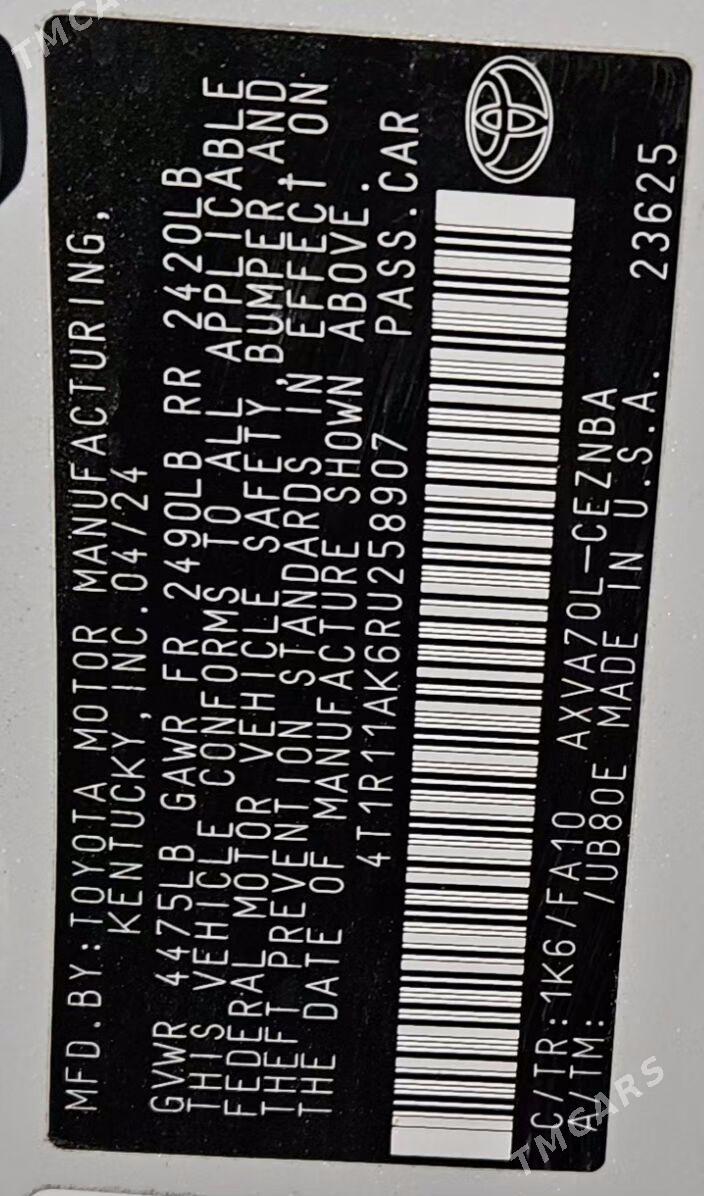 MFD.BY:TOYOTA MOTOR MANUFACTURING,
KENTUCKY,INC.04/24
GVWR 4475LB GAWR FR 2490LB RR 2420LB
THIS VEHICLE CONFORMS TO ALL APPLICABLE
FEDERAL MOTOR VEHICLE SAFETY,BUMPER,AND
THEFT PREVENTION STANDARDS IN EFFECT ON
THE DATE OF MANUFACTURE SHOWN ABOVE.
4T1R11AK6RU258907 PASS.CAR
C/TR:1K6/FA10 AXVA70L-CEZNBA
A/TM: /UB80E MADE IN U.S.A.
23625
TMCARS
TMCARS